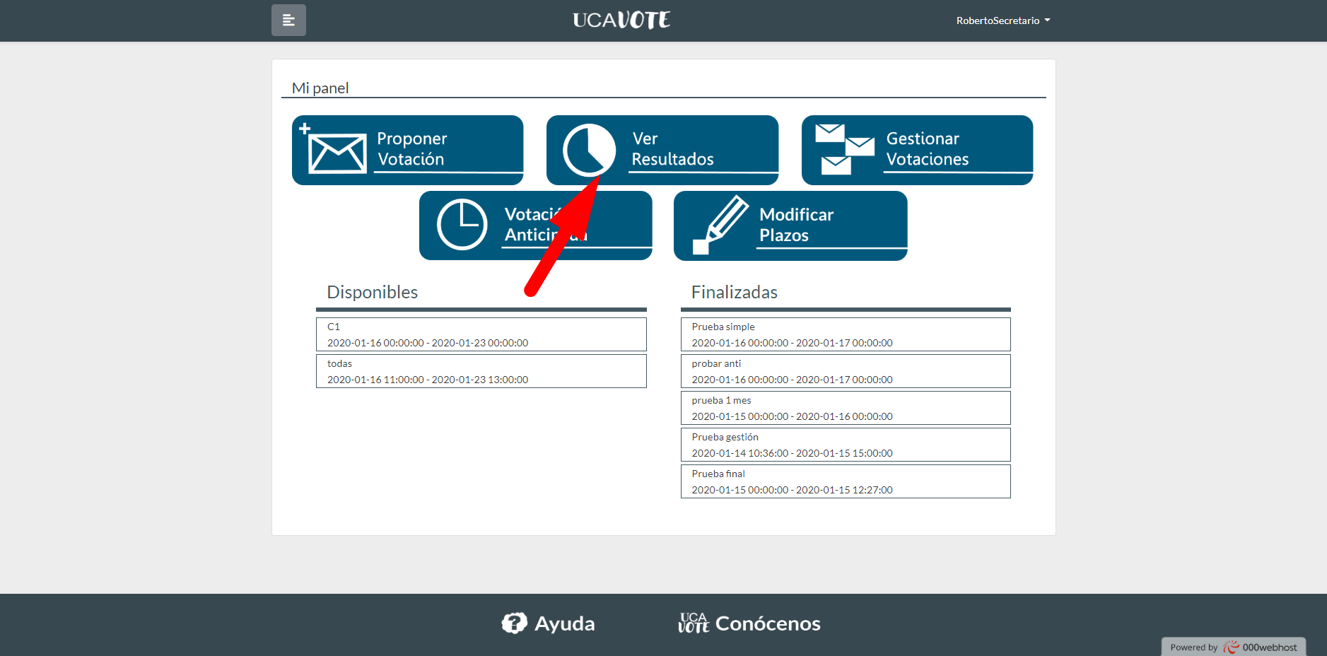 UCAVOTE
RobertoSecretario
Mi panel
Proponer
Votación
Ver
Resultados
Gestionar
Votaciones
Modificar
Plazos
Disponibles
C1
2020-01-16 00:00:00 - 2020-01-23 00:00:00
todas
2020-01-16 11:00:00 - 2020-01-23 13:00:00
Finalizadas
Prueba simple
2020-01-16 00:00:00 - 2020-01-17 00:00:00
probar anti
2020-01-16 00:00:00 - 2020-01-17 00:00:00
prueba 1 mes
2020-01-15 00:00:00 - 2020-01-16 00:00:00
Prueba gestión
2020-01-14 10:36:00 - 2020-01-15 15:00:00
Prueba final
2020-01-15 00:00:00 - 2020-01-15 12:27:00
? Ayuda
UCA
VOTE
Conócenos
Powered by 000webhost